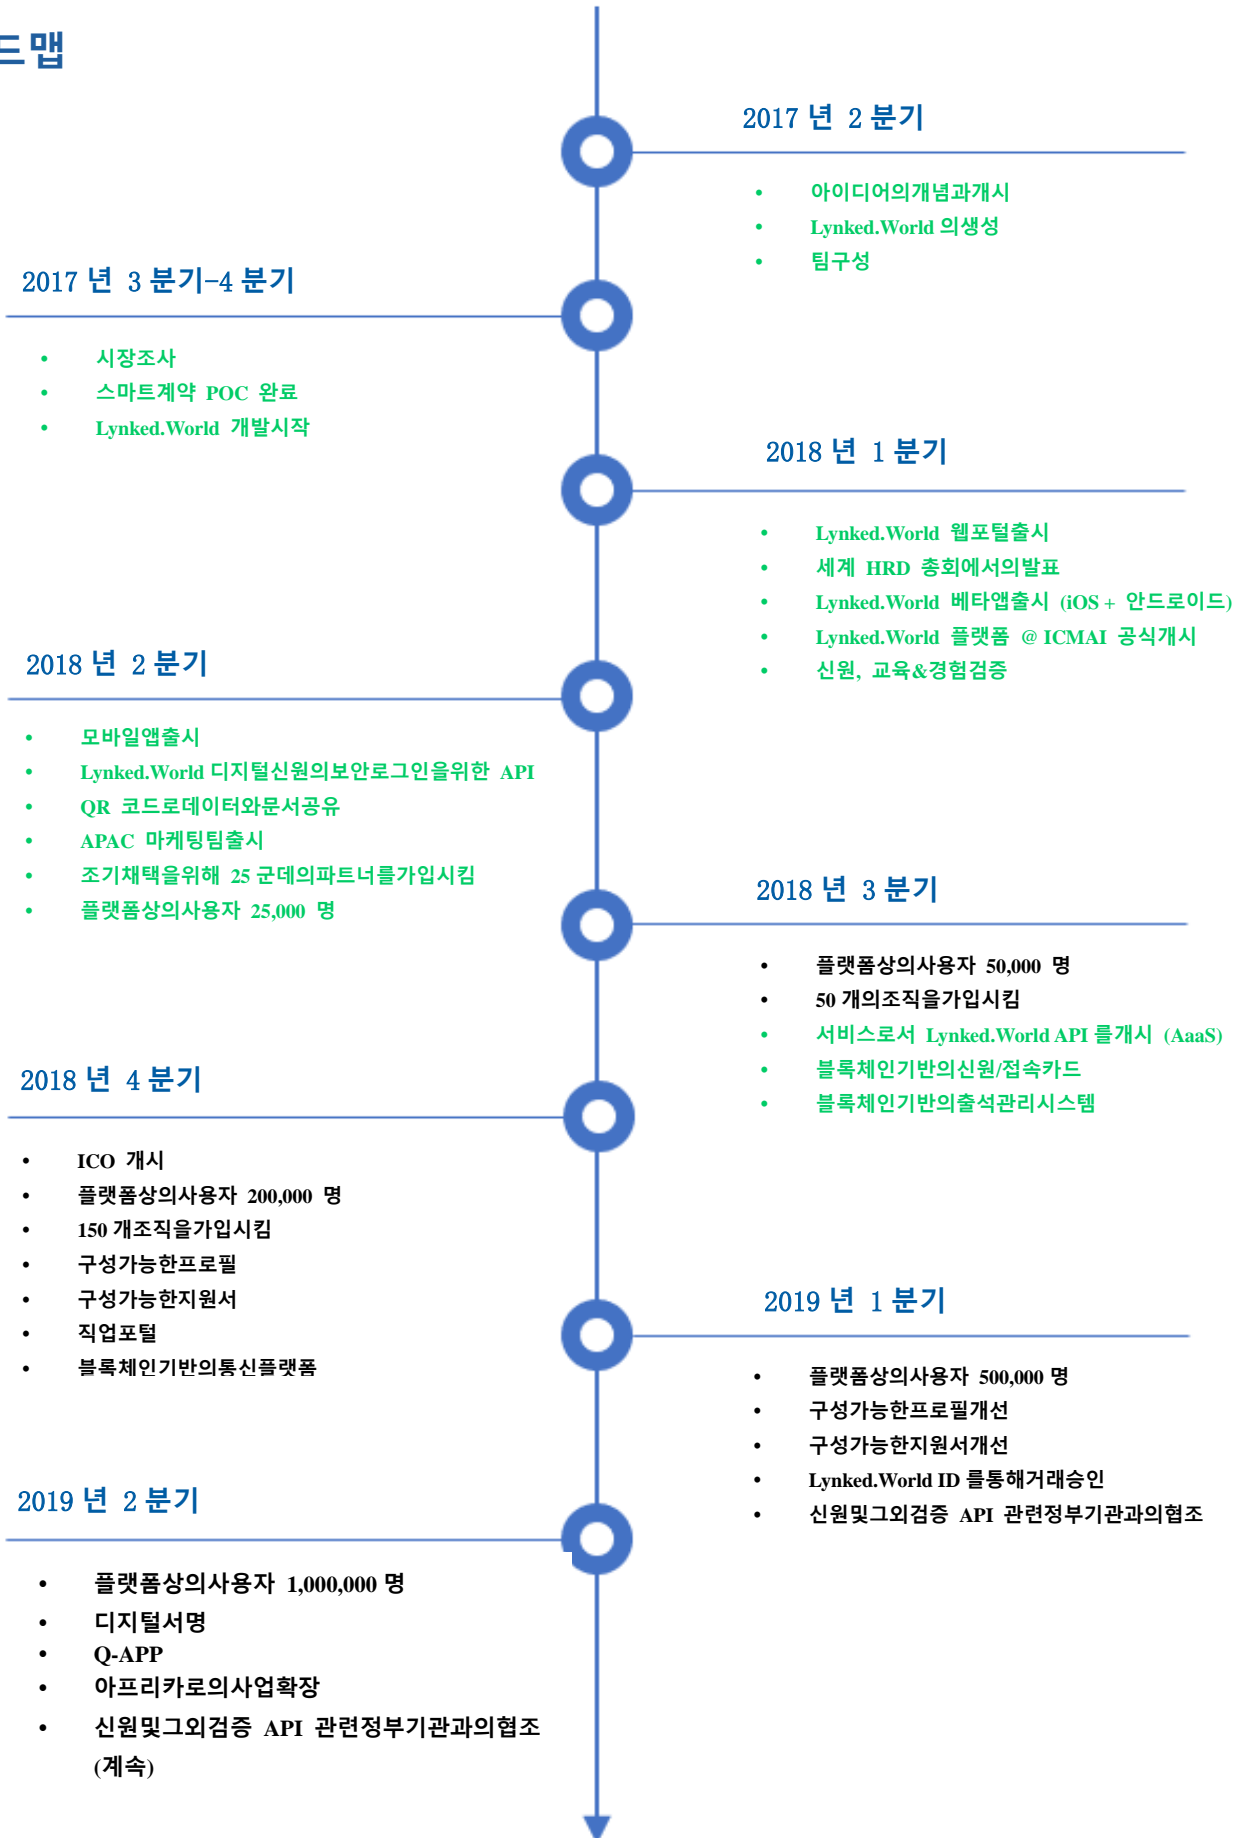 드맵
2017 년 2 분기
• 아이디어의개념과개시
• Lynked.World 의생성
• 팀구성
2017 년 3 분기-4 분기
• 시장조사
• 스마트계약 POC 완료
• Lynked.World 개발시작
2018 년 1 분기
• Lynked.World 웹포털출시
• 세계 HRD 총회에서의발표
• Lynked.World 베타앱출시 (iOS + 안드로이드)
• Lynked.World 플랫폼 @ ICMAI 공식개시
• 신원, 교육&경험검증
2018 년 2 분기
• 모바일앱출시
• Lynked.World 디지털신원의보안로그인을위한 API
• QR 코드로데이터와문서공유
• APAC 마케팅팀출시
• 조기채택을위해 25 군데의파트너를가입시킴
• 플랫폼상의사용자 25,000 명
2018 년 3 분기
• 플랫폼상의사용자 50,000 명
• 50 개의조직을가입시킴
• 서비스로서 Lynked.World API 를개시 (AaaS)
• 블록체인기반의신원/접속카드
• 블록체인기반의출석관리시스템
2018 년 4 분기
• ICO 개시
• 플랫폼상의사용자 200,000 명
• 150 개조직을가입시킴
• 구성가능한프로필
• 구성가능한지원서
• 직업포털
• 블록체인기반의통신플랫폼
2019 년 1 분기
• 플랫폼상의사용자 500,000 명
• 구성가능한프로필개선
• 구성가능한지원서개선
• Lynked.World ID 를통해거래승인
• 신원및그외검증 API 관련정부기관과의협조
2019 년 2 분기
• 플랫폼상의사용자 1,000,000 명
• 디지털서명
• Q-APP
• 아프리카로의사업확장
• 신원및그외검증 API 관련정부기관과의협조
(계속)